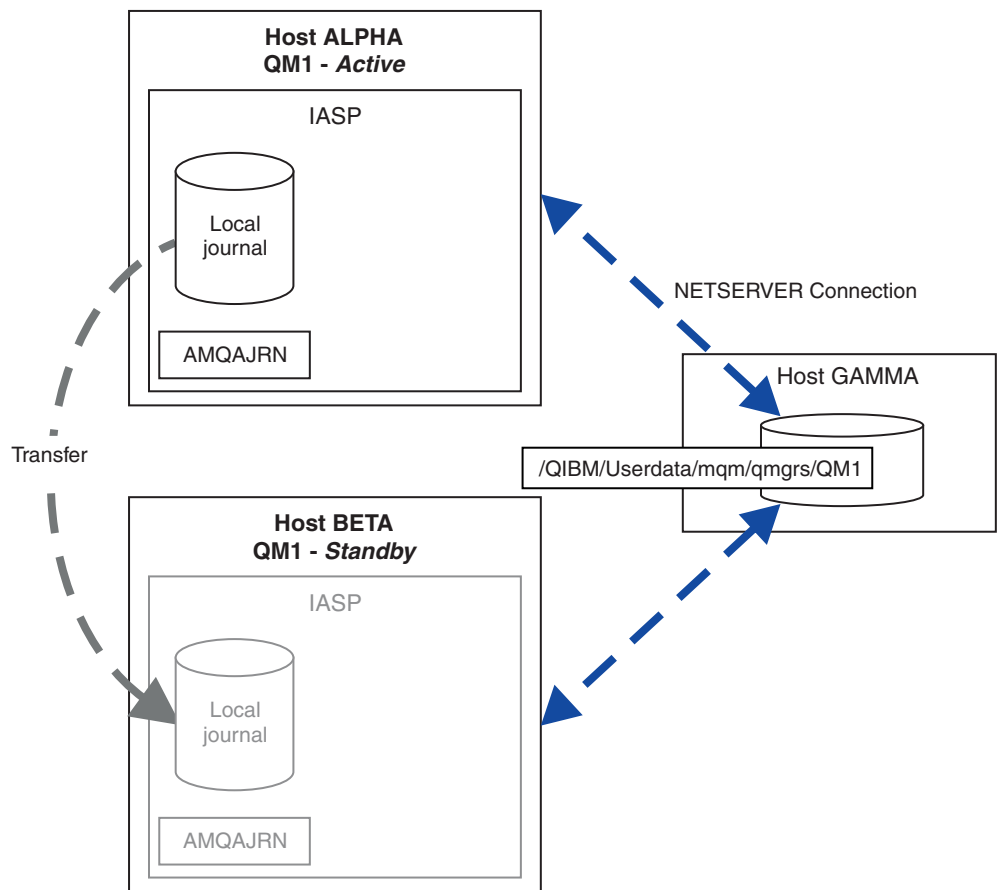 Host ALPHA
QM1 - Active
IASP
Local
journal
AMQAJRN
NETSERVER Connection
Host GAMMA
/QIBM/Userdata/mqm/qmgrs/QM1
Transfer
Host BETA
QM1 - Standby
IASP
Local
journal
AMQAJRN